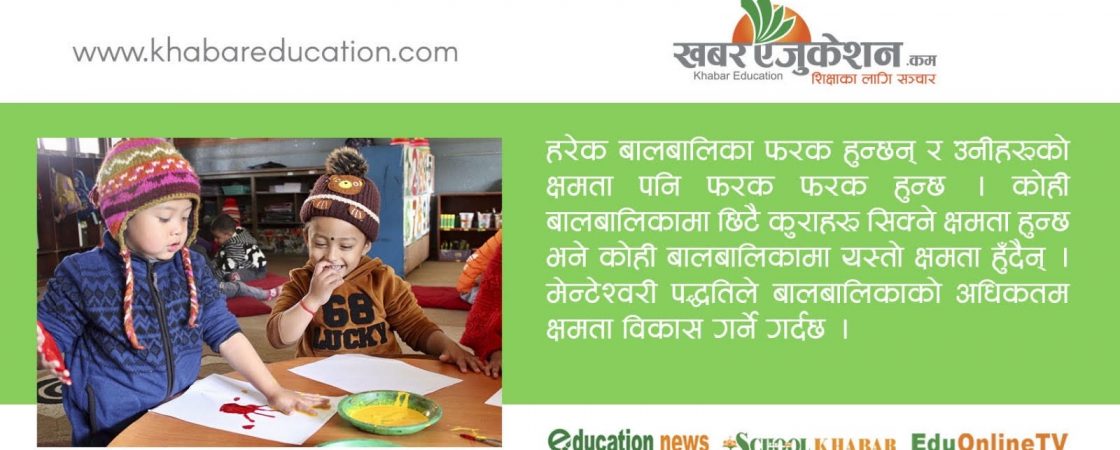 www.khabareducation.com
खबर एजुकेशन.कम
Khabar Education
शिक्षाका लागि सञ्चार
हरेक बालबालिका फरक हुन्छन् र उनीहरुको
क्षमता पनि फरक फरक हुन्छ ।  कोही
बालबालिकामा छिटै कुराहरु सिक्ने क्षमता हुन्छ
भने कोही बालबालिकामा यस्तो क्षमता हुँदैन् ।
मेन्टेश्वरी पद्धतिले बालबालिकाको अधिकतम
क्षमता विकास गर्ने गर्दछ ।
68
LUCKY
education news
SCHOOL KHABAR
EduOnlineTV